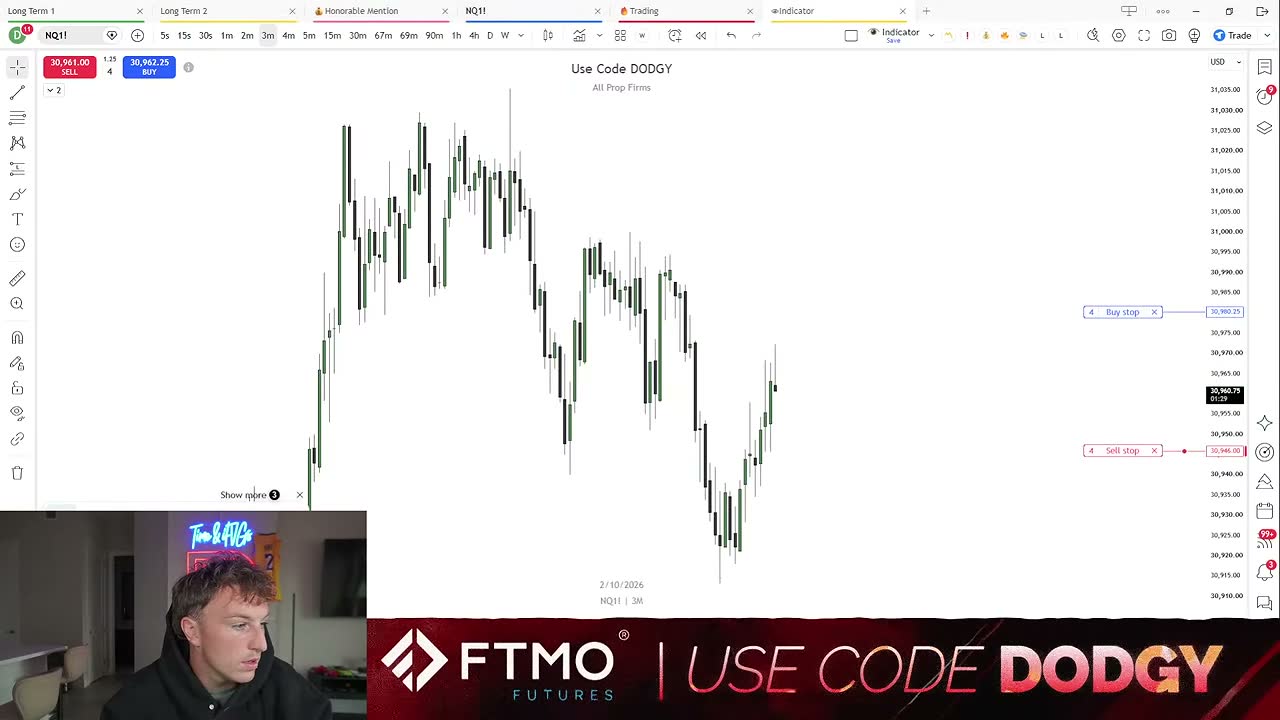 Long Term 1
Long Term 2
Honorable Mention
NQ1!
Trading
Indicator
D 11 NQ1! 5s 15s 30s 1m 2m 3m 4m 5m 15m 30m 67m 69m 90m 1h 4h D W
W
Indicator
Save
L L
Trade
30,961.00
SELL
1.25
4
30,962.25
BUY
2
Use Code DODGY
All Prop Firms
USD
31,035.00
31,030.00
31,025.00
31,020.00
31,015.00
31,010.00
31,005.00
31,000.00
30,995.00
30,990.00
30,985.00
4 Buy stop 30,980.25
30,975.00
30,970.00
30,965.00
30,960.75
01:29
30,955.00
30,950.00
4 Sell stop 30,946.00
30,940.00
30,935.00
30,930.00
30,925.00
30,920.00
30,915.00
30,910.00
9
99+
3
Show more 3
2/10/2026
NQ1! | 3M
Time & 4VGs
2
FTMO®
FUTURES
USE CODE DODGY